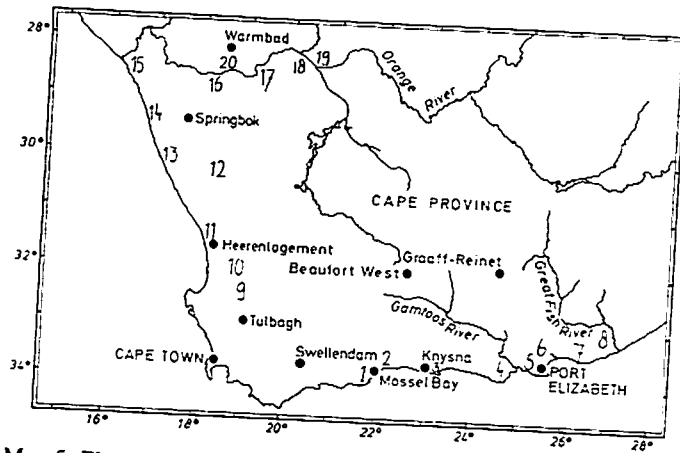 28°
Warmbad
20
15
16
17
18
19
Orange
River
14
Springbok
30°
13
12
CAPE PROVINCE
11
Heerenlogement
32°
10
Graaff-Reinet
Beaufort West
9
Great Fish River
Gamtoos River
Tulbagh
8
7
6
CAPE TOWN
Swellendam
2
Knysna
34°
1
3
4
5
Mossel Bay
PORT
ELIZABETH
16°
18°
20°
22°
24°
26°
28°